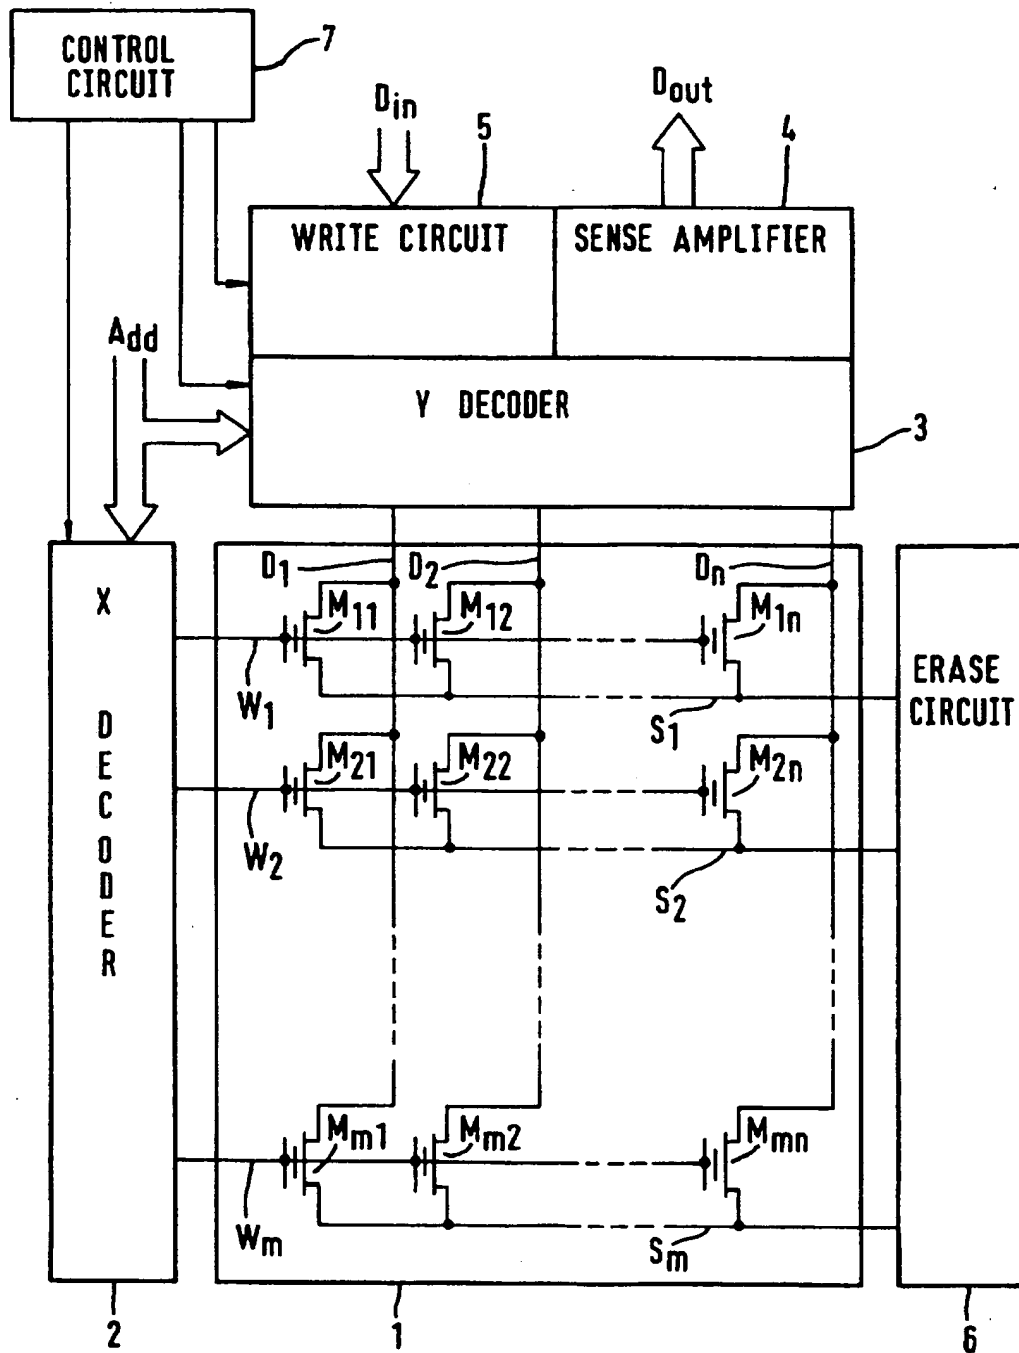 CONTROL
CIRCUIT
7
Din
Dout
5
4
WRITE CIRCUIT
SENSE AMPLIFIER
Add
Y DECODER
3
X DECODER
D1
D2
Dn
M11
M12
M1n
W1
S1
ERASE
CIRCUIT
M21
M22
M2n
W2
S2
Mm1
Mm2
Mmn
Wm
Sm
2
1
6